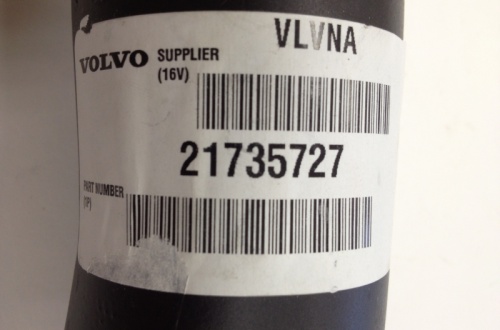 VLVNA
VOLVO SUPPLIER
(16V)
21735727
PART NUMBER
(1P)